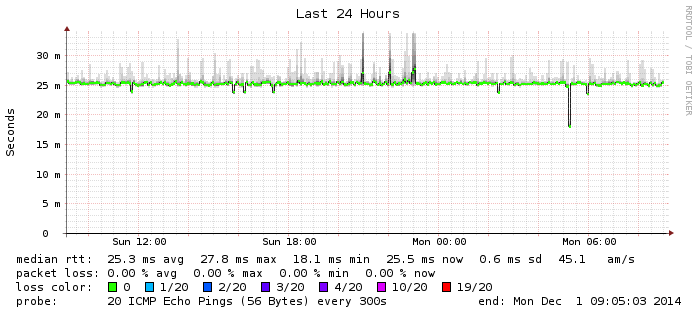 Last 24 Hours
RRDTOOL / TOBI OETIKER
Seconds
30 m
25 m
20 m
15 m
10 m
5 m
0
Sun 12:00 Sun 18:00 Mon 00:00 Mon 06:00
median rtt: 25.3 ms avg 27.8 ms max 18.1 ms min 25.5 ms now 0.6 ms sd 45.1 am/s
packet loss: 0.00 % avg 0.00 % max 0.00 % min 0.00 % now
loss color: 0 1/20 2/20 3/20 4/20 10/20 19/20
probe: 20 ICMP Echo Pings (56 Bytes) every 300s end: Mon Dec 1 09:05:03 2014